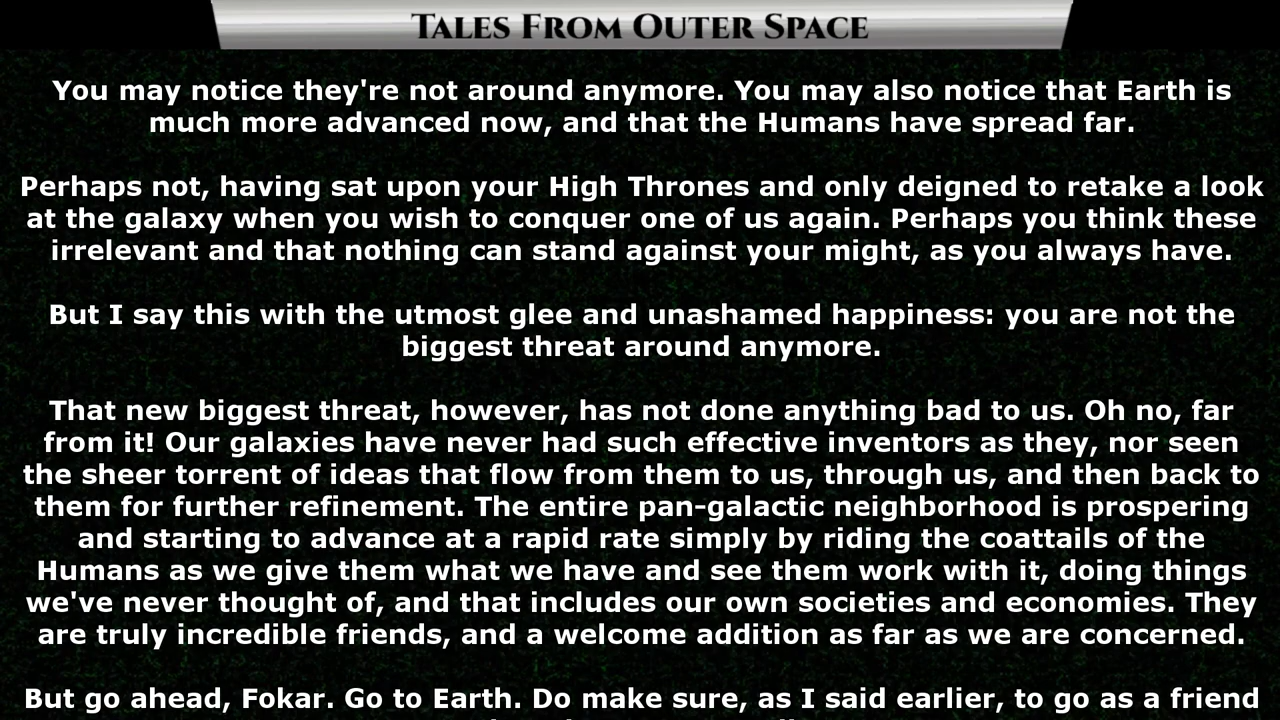 Tales From Outer Space
You may notice they're not around anymore. You may also notice that Earth is
much more advanced now, and that the Humans have spread far.
Perhaps not, having sat upon your High Thrones and only deigned to retake a look
at the galaxy when you wish to conquer one of us again. Perhaps you think these
irrelevant and that nothing can stand against your might, as you always have.
But I say this with the utmost glee and unashamed happiness: you are not the
biggest threat around anymore.
That new biggest threat, however, has not done anything bad to us. Oh no, far
from it! Our galaxies have never had such effective inventors as they, nor seen
the sheer torrent of ideas that flow from them to us, through us, and then back to
them for further refinement. The entire pan-galactic neighborhood is prospering
and starting to advance at a rapid rate simply by riding the coattails of the
Humans as we give them what we have and see them work with it, doing things
we've never thought of, and that includes our own societies and economies. They
are truly incredible friends, and a welcome addition as far as we are concerned.
But go ahead, Fokar. Go to Earth. Do make sure, as I said earlier, to go as a friend